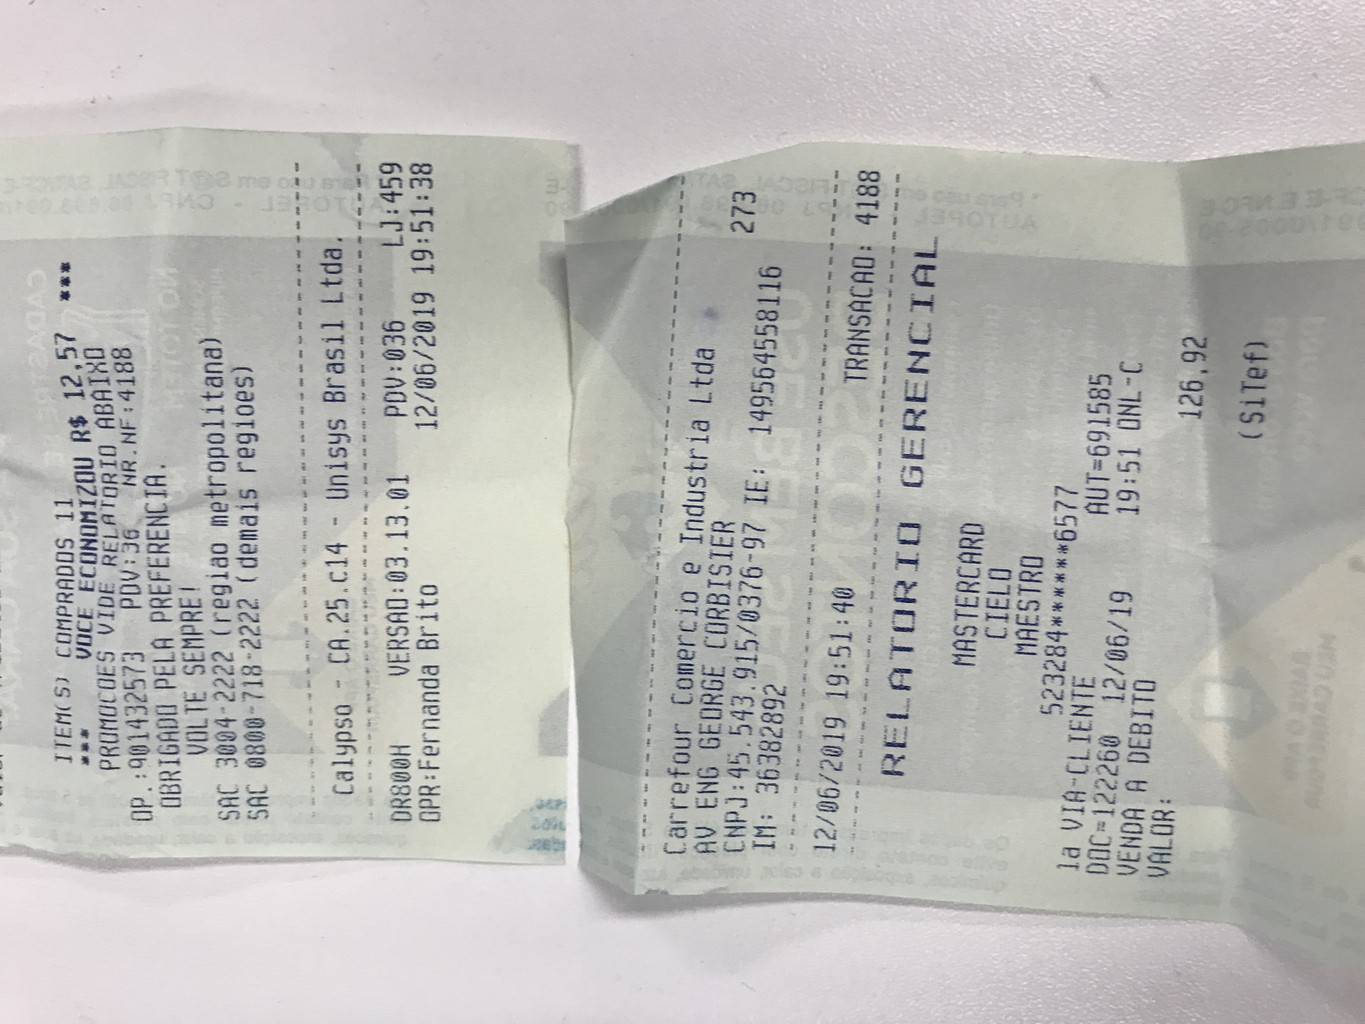 ITEM(S) COMPRADOS 11
*** VOCE ECONOMIZOU R$ 12,57 ***
PROMOCOES VIDE RELATORIO ABAIXO
OP.:901432573 PDV:36 NR.NF:4188
OBRIGADO PELA PREFERENCIA.
VOLTE SEMPRE!
SAC 3004-2222 (regiao metropolitana)
SAC 0800-718-2222 (demais regioes)
Calypso - CA.25.c14 - Unisys Brasil Ltda.
DR800H VERSAO:03.13.01 PDV:036 LJ:459
OPR:Fernanda Brito 12/06/2019 19:51:38
Carrefour Comercio e Industria Ltda
AV ENG GEORGE CORBISIER 273
CNPJ:45.543.915/0376-97 IE: 149564558116
IM: 36382892
12/06/2019 19:51:40 TRANSACAO: 4188
RELATORIO GERENCIAL
MASTERCARD
CIELO
MAESTRO
523284******6577
1a VIA-CLIENTE
DOC=122260 12/06/19 AUT=691585
VENDA A DEBITO 19:51 ONL-C
VALOR: 126,92
(SiTef)